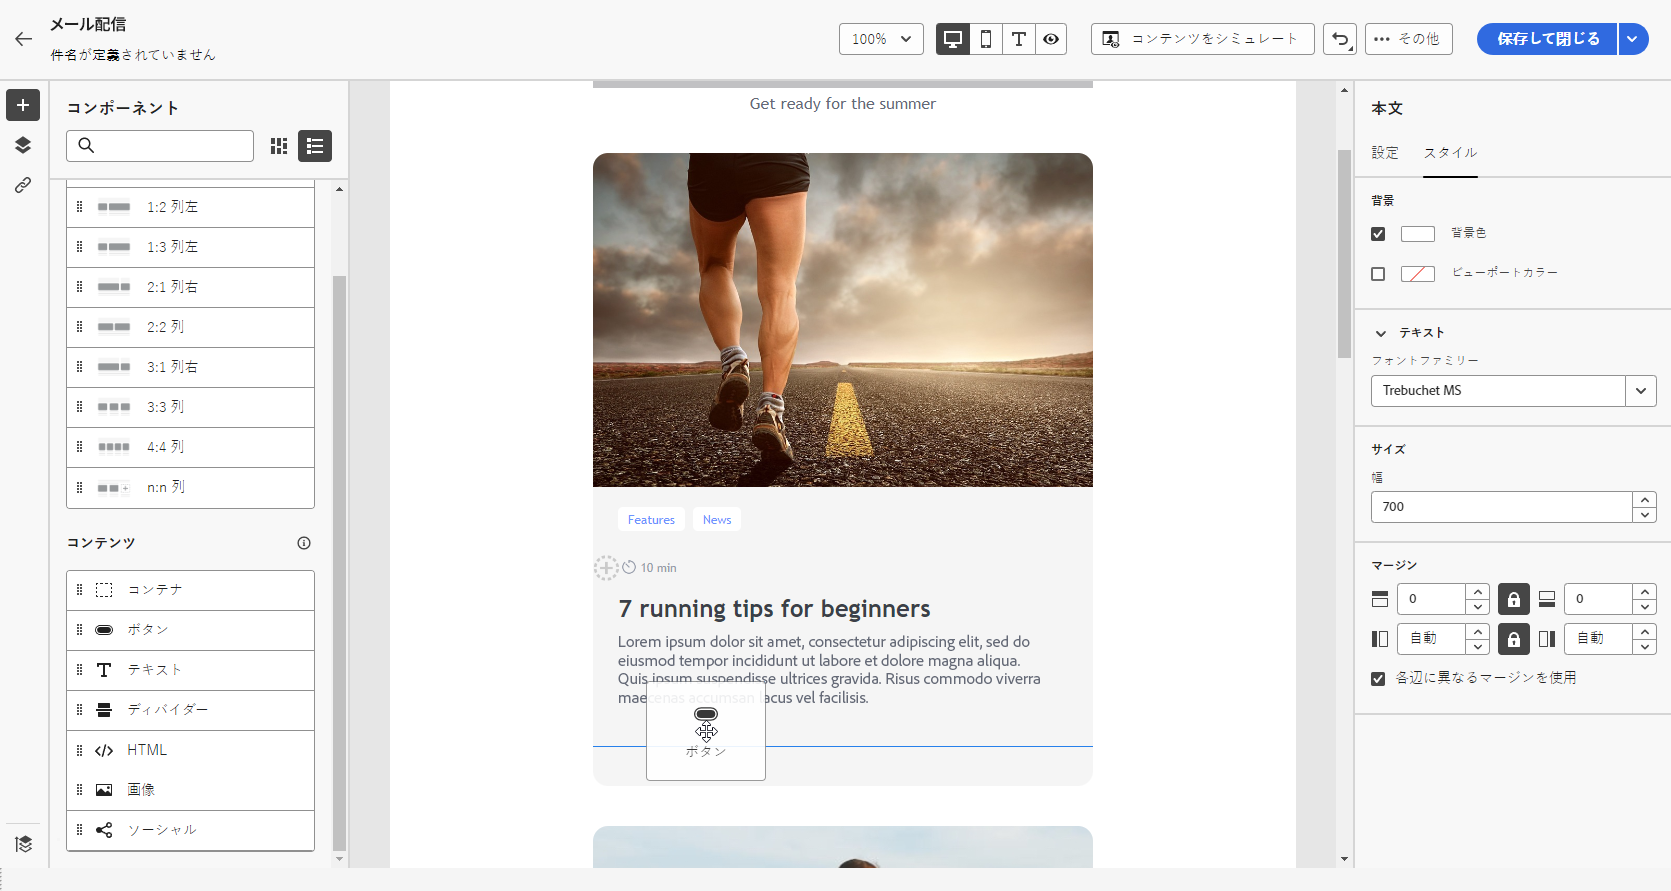 メール配信
件名が定義されていません
100%
コンテンツをシミュレート
その他
保存して閉じる
コンポーネント
1:2 列左
1:3 列左
2:1 列右
2:2 列
3:1 列右
3:3 列
4:4 列
n:n 列
コンテンツ
コンテナ
ボタン
テキスト
ディバイダー
HTML
画像
ソーシャル
Get ready for the summer
Features
News
10 min
7 running tips for beginners
Lorem ipsum dolor sit amet, consectetur adipiscing elit, sed do
eiusmod tempor incididunt ut labore et dolore magna aliqua.
Quis ipsum suspendisse ultrices gravida. Risus commodo viverra
maecenas accumsan lacus vel facilisis.
ボタン
本文
設定
スタイル
背景
背景色
ビューポートカラー
テキスト
フォントファミリー
Trebuchet MS
サイズ
幅
700
マージン
0
0
自動
自動
各辺に異なるマージンを使用